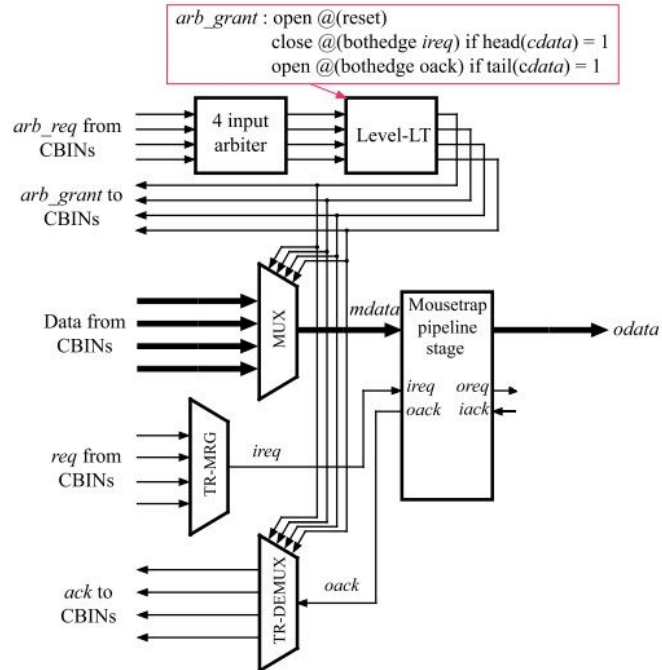 arb_grant : open @(reset)
close @(bothedge ireq) if head(cdata) = 1
open @(bothedge oack) if tail(cdata) = 1
arb_req from
CBINs
4 input
arbiter
Level-LT
arb_grant to
CBINs
Data from
CBINs
MUX
mdata
Mousetrap
pipeline
stage
odata
ireq
oreq
oack
iack
req from
CBINs
TR-MRG
ireq
ack to
CBINs
TR-DEMUX
oack